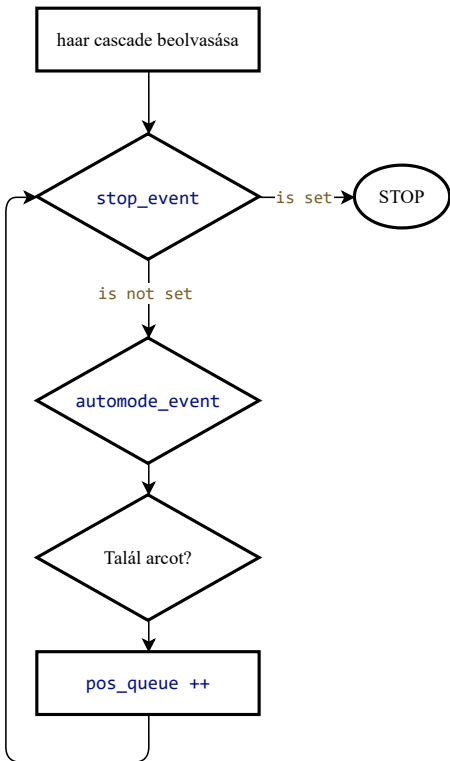 haar cascade beolvasása
stop_event
is set
STOP
is not set
automode_event
Talál arcot?
pos_queue ++